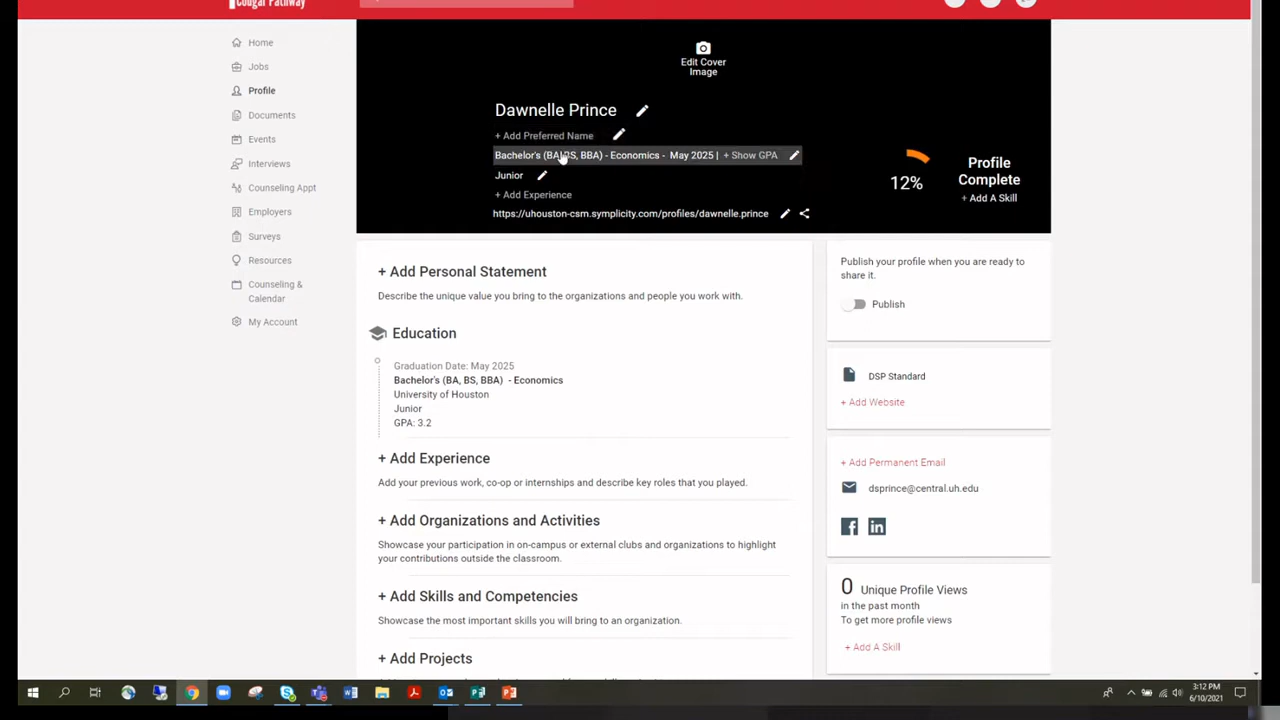 Cougar Pathway
Home
Jobs
Profile
Documents
Events
Interviews
Counseling Appt
Employers
Surveys
Resources
Counseling &
Calendar
My Account
Edit Cover
Image
Dawnelle Prince
+ Add Preferred Name
Bachelor's (BA, BS, BBA) - Economics - May 2025 | + Show GPA
Junior
+ Add Experience
https://uhouston-csm.symplicity.com/profiles/dawnelle.prince
12%
Profile
Complete
+ Add A Skill
+ Add Personal Statement
Describe the unique value you bring to the organizations and people you work with.
Education
Graduation Date: May 2025
Bachelor's (BA, BS, BBA) - Economics
University of Houston
Junior
GPA: 3.2
+ Add Experience
Add your previous work, co-op or internships and describe key roles that you played.
+ Add Organizations and Activities
Showcase your participation in on-campus or external clubs and organizations to highlight
your contributions outside the classroom.
+ Add Skills and Competencies
Showcase the most important skills you will bring to an organization.
+ Add Projects
Publish your profile when you are ready to
share it.
Publish
DSP Standard
+ Add Website
+ Add Permanent Email
dsprince@central.uh.edu
0 Unique Profile Views
in the past month
To get more profile views
+ Add A Skill
3:12 PM
6/10/2021